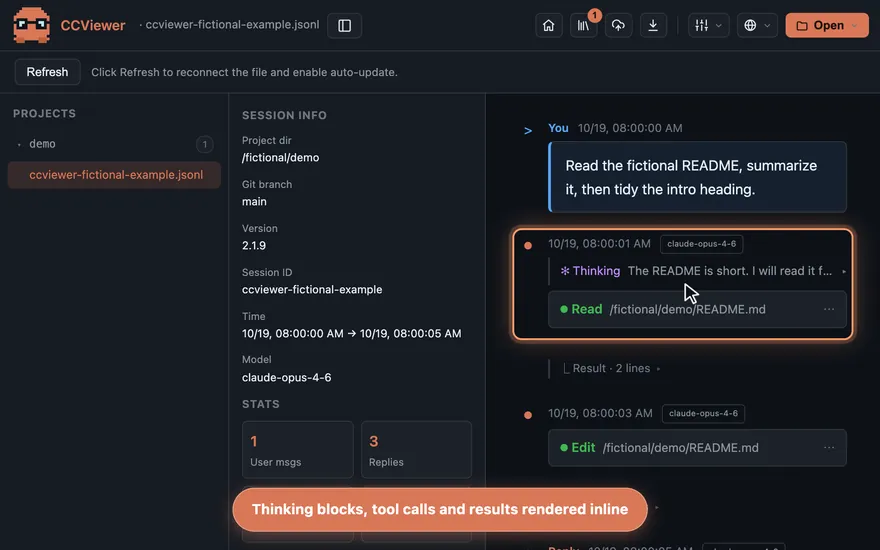 CCViewer · ccviewer-fictional-example.jsonl
1
Open
Refresh Click Refresh to reconnect the file and enable auto-update.
PROJECTS
demo 1
ccviewer-fictional-example.jsonl
SESSION INFO
Project dir
/fictional/demo
Git branch
main
Version
2.1.9
Session ID
ccviewer-fictional-example
Time
10/19, 08:00:00 AM → 10/19, 08:00:05 AM
Model
claude-opus-4-6
STATS
1
User msgs
3
Replies
> You 10/19, 08:00:00 AM
Read the fictional README, summarize
it, then tidy the intro heading.
10/19, 08:00:01 AM claude-opus-4-6
✻ Thinking The README is short. I will read it f...
Read /fictional/demo/README.md ...
⎿ Result · 2 lines
10/19, 08:00:03 AM claude-opus-4-6
Edit /fictional/demo/README.md ...
Thinking blocks, tool calls and results rendered inline